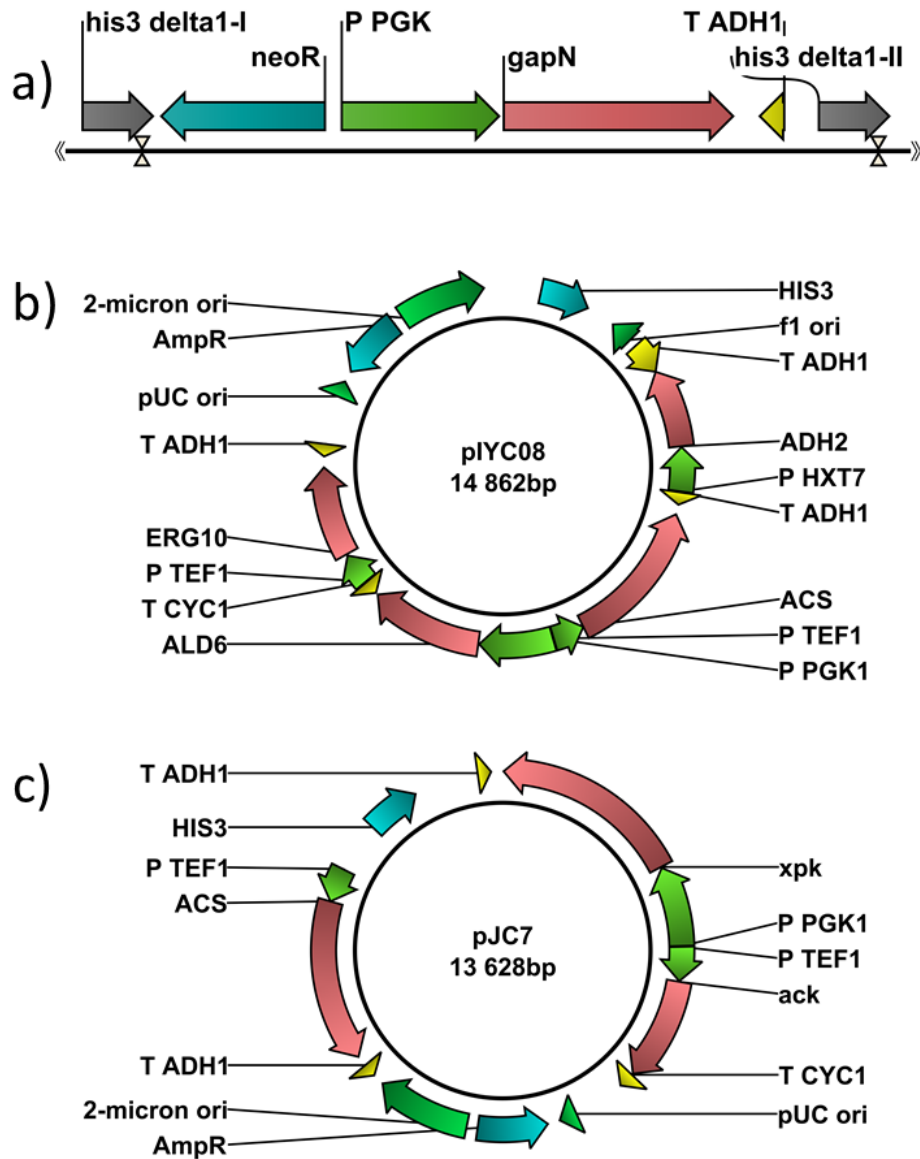 a)
his3 delta1-I
P PGK
T ADH1
neoR
gapN
his3 delta1-II
b)
2-micron ori
AmpR
pUC ori
T ADH1
ERG10
P TEF1
T CYC1
ALD6
pIYC08
14 862bp
HIS3
f1 ori
T ADH1
ADH2
P HXT7
T ADH1
ACS
P TEF1
P PGK1
c)
T ADH1
HIS3
P TEF1
ACS
T ADH1
2-micron ori
AmpR
pJC7
13 628bp
xpk
P PGK1
P TEF1
ack
T CYC1
pUC ori